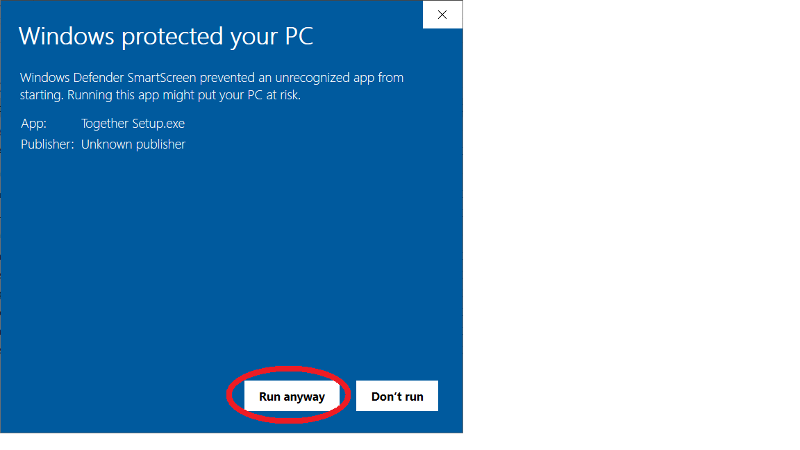 Windows protected your PC
Windows Defender SmartScreen prevented an unrecognized app from
starting. Running this app might put your PC at risk.
App: Together Setup.exe
Publisher: Unknown publisher
Run anyway Don't run